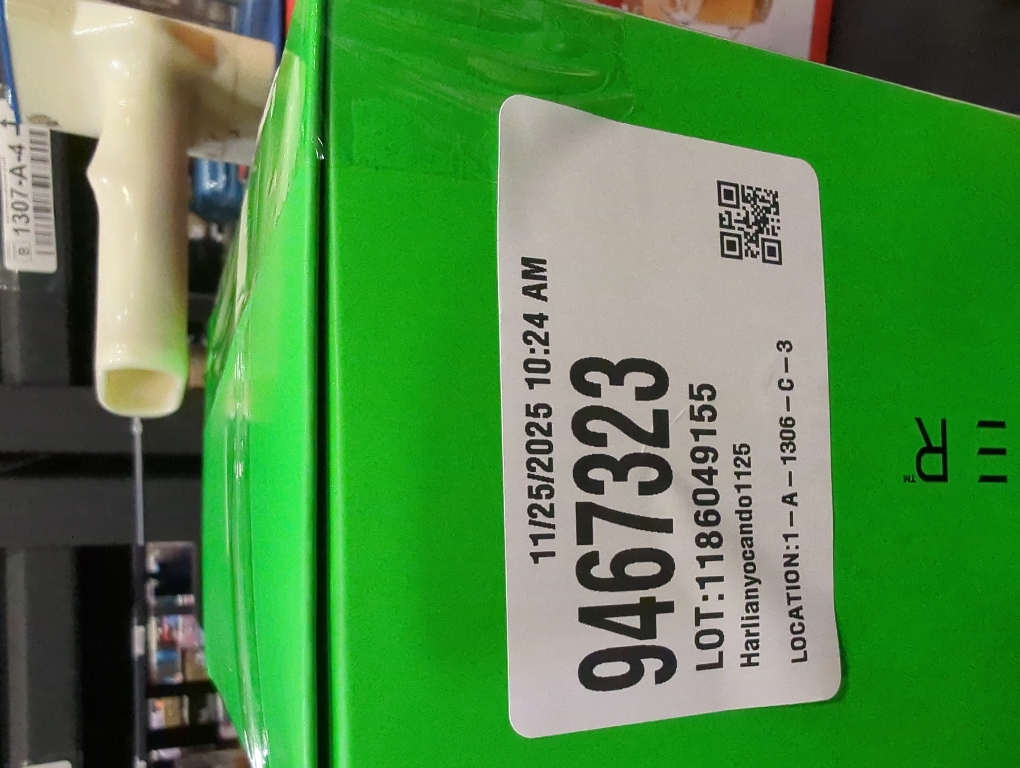 11/25/2025 10:24 AM
9467323
LOT:1186049155
Harlianyocando1125
LOCATION:1-A-1306-C-3
B 1307-A-4